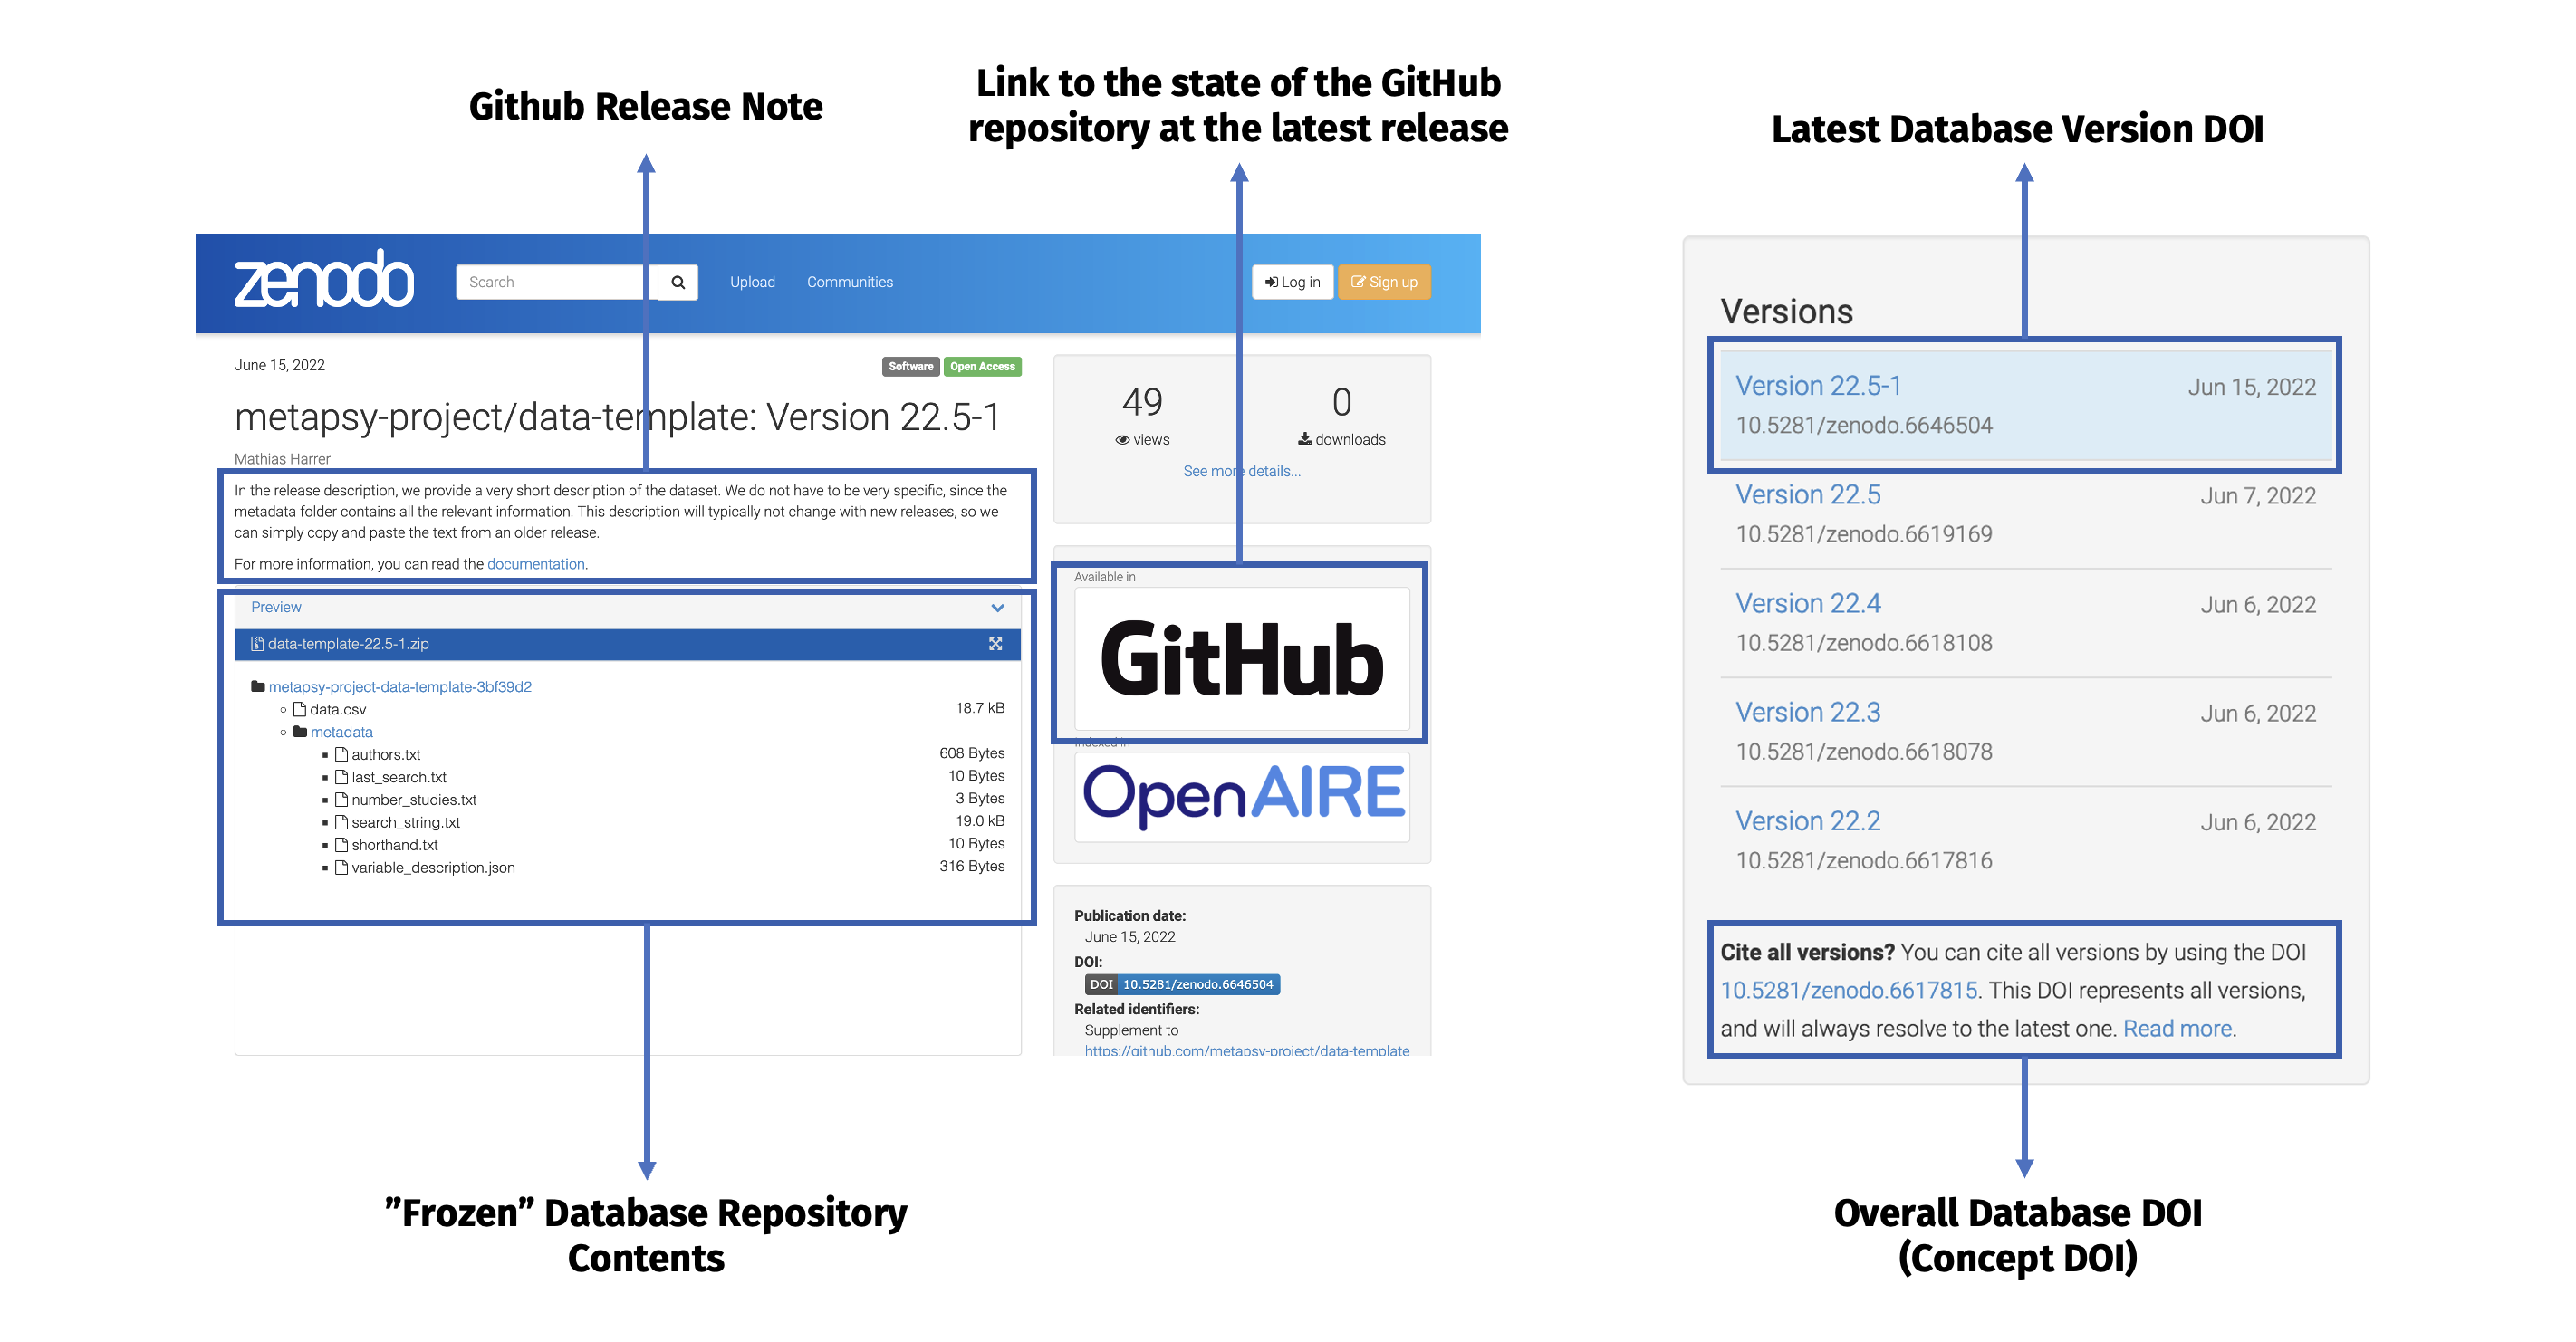 Github Release Note
Link to the state of the GitHub
repository at the latest release
Latest Database Version DOI
zenodo
Search
Upload
Communities
Log in
Sign up
June 15, 2022
Software
Open Access
metapsy-project/data-template: Version 22.5-1
Mathias Harrer
In the release description, we provide a very short description of the dataset. We do not have to be very specific, since the
metadata folder contains all the relevant information. This description will typically not change with new releases, so we
can simply copy and paste the text from an older release.
For more information, you can read the documentation.
Preview
data-template-22.5-1.zip
metapsy-project-data-template-3bf39d2
data.csv 18.7 kB
metadata
authors.txt 608 Bytes
last_search.txt 10 Bytes
number_studies.txt 3 Bytes
search_string.txt 19.0 kB
shorthand.txt 10 Bytes
variable_description.json 316 Bytes
49 0
views downloads
See more details...
Available in
GitHub
Indexed in
OpenAIRE
Publication date:
June 15, 2022
DOI:
DOI 10.5281/zenodo.6646504
Related identifiers:
Supplement to
https://github.com/metapsy-project/data-template
Versions
Version 22.5-1 Jun 15, 2022
10.5281/zenodo.6646504
Version 22.5 Jun 7, 2022
10.5281/zenodo.6619169
Version 22.4 Jun 6, 2022
10.5281/zenodo.6618108
Version 22.3 Jun 6, 2022
10.5281/zenodo.6618078
Version 22.2 Jun 6, 2022
10.5281/zenodo.6617816
Cite all versions? You can cite all versions by using the DOI
10.5281/zenodo.6617815. This DOI represents all versions,
and will always resolve to the latest one. Read more.
”Frozen” Database Repository
Contents
Overall Database DOI
(Concept DOI)